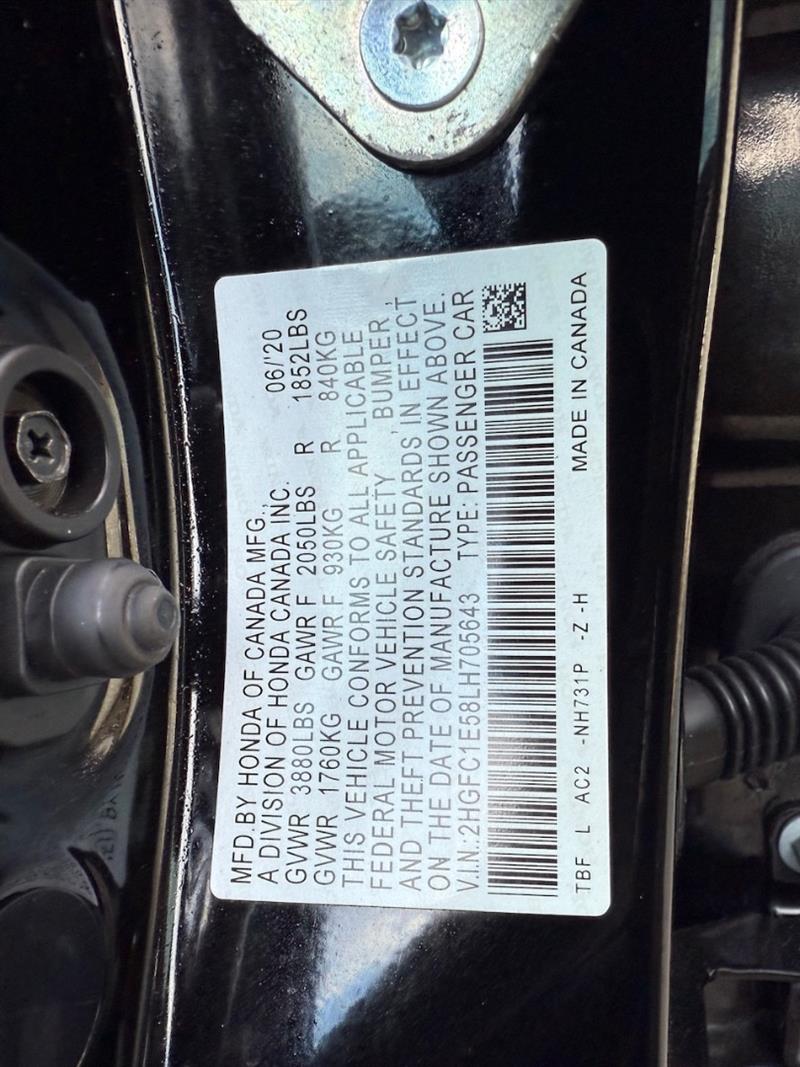 MFD.BY HONDA OF CANADA MFG.,
A DIVISION OF HONDA CANADA INC. 06/'20
GVWR 3880LBS GAWR F 2050LBS R 1852LBS
GVWR 1760KG GAWR F 930KG R 840KG
THIS VEHICLE CONFORMS TO ALL APPLICABLE
FEDERAL MOTOR VEHICLE SAFETY , BUMPER ,
AND THEFT PREVENTION STANDARDS IN EFFECT
ON THE DATE OF MANUFACTURE SHOWN ABOVE.
V.I.N.:2HGFC1E58LH705643 TYPE: PASSENGER CAR
TBF L AC2 -NH731P -Z -H MADE IN CANADA